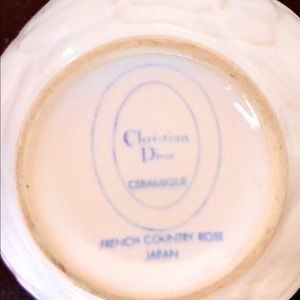 Christian
Dior
CERAMIQUE
FRENCH COUNTRY ROSE
JAPAN